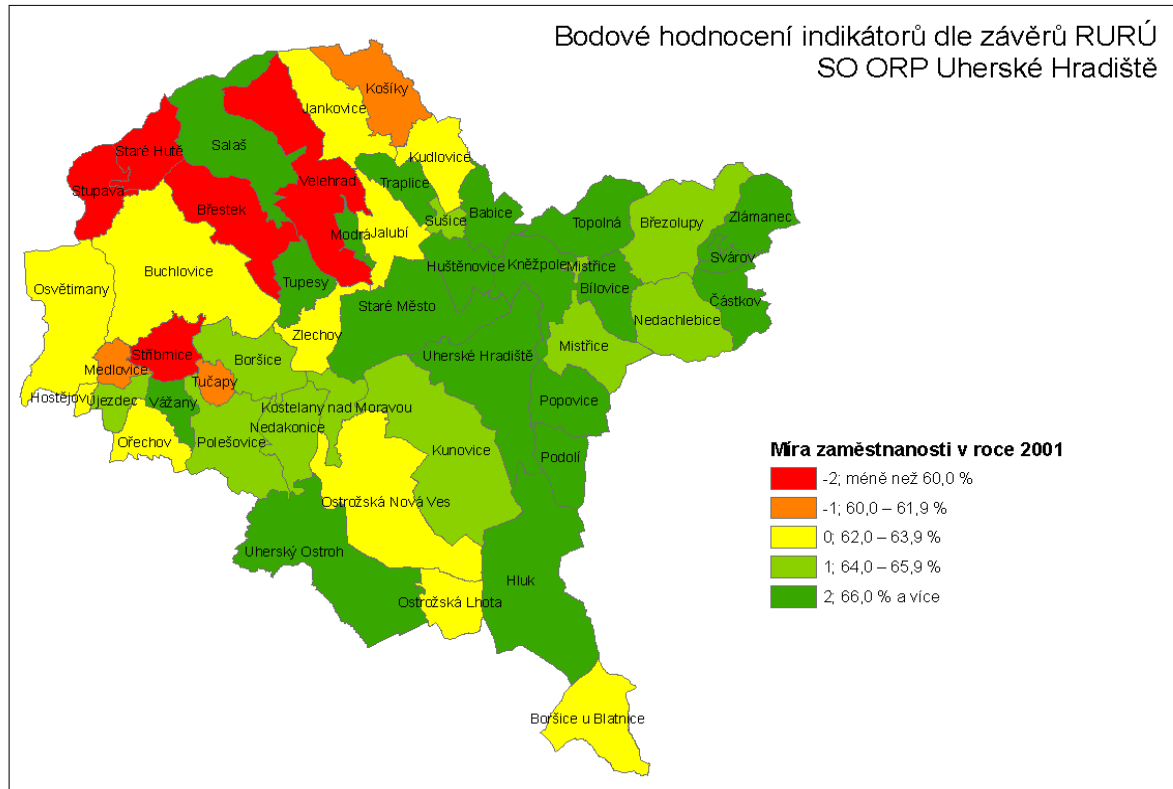 Bodové hodnocení indikátorů dle závěrů RURÚ
SO ORP Uherské Hradiště
Košíky
Jankovice
Salaš
Staré Hutě
Kudlovice
Stupava
Velehrad
Traplice
Břestek
Babice
Sušice
Topolná
Březolupy
Zlámanec
Modrá
Jalubí
Svárov
Buchlovice
Huštěnovice
Kněžpole
Mistřice
Osvětimany
Tupesy
Bílovice
Částkov
Staré Město
Nedachlebice
Zlechov
Mistřice
Stříbrnice
Boršice
Uherské Hradiště
Medlovice
Tučapy
Hostějov
Újezdec
Vážany
Kostelany nad Moravou
Popovice
Nedakonice
Ořechov
Polešovice
Kunovice
Podolí
Ostrožská Nová Ves
Uherský Ostroh
Hluk
Ostrožská Lhota
Boršice u Blatnice
Míra zaměstnanosti v roce 2001
-2; méně než 60,0 %
-1; 60,0 – 61,9 %
0; 62,0 – 63,9 %
1; 64,0 – 65,9 %
2; 66,0 % a více